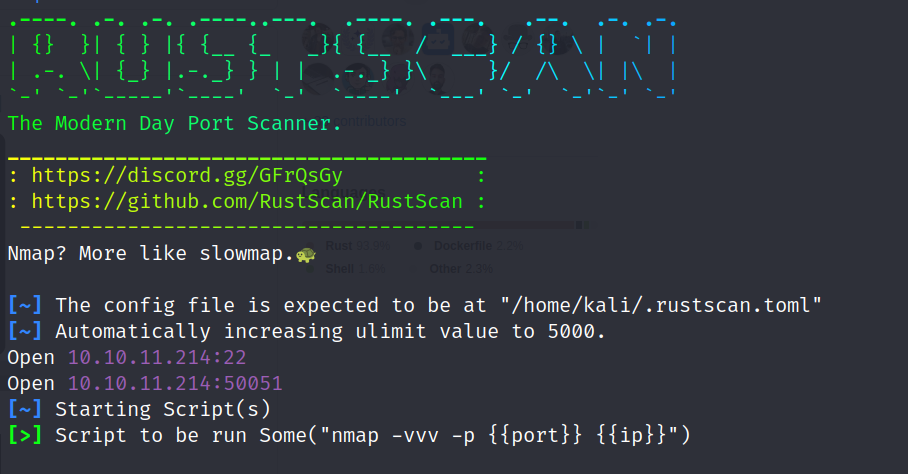 .----. .-. .-. .----..---.  .----. .---.   .--.  .-. .-.
| {}  }| { } |{ {__ {_   _}{ {__  /  ___} / {} \ |  `| |
| .-. \| {_} |.-._} } | |  .-._} }\     }/  /\  \| |\  |
`-' `-'`-----'`----'  `-'  `----'  `---' `-'  `-'`-' `-'
The Modern Day Port Scanner.
________________________________________
: https://discord.gg/GFrQsGy           :
: https://github.com/RustScan/RustScan :
 --------------------------------------
Nmap? More like slowmap.🐢
[~] The config file is expected to be at "/home/kali/.rustscan.toml"
[~] Automatically increasing ulimit value to 5000.
Open 10.10.11.214:22
Open 10.10.11.214:50051
[~] Starting Script(s)
[>] Script to be run Some("nmap -vvv -p {{port}} {{ip}}")